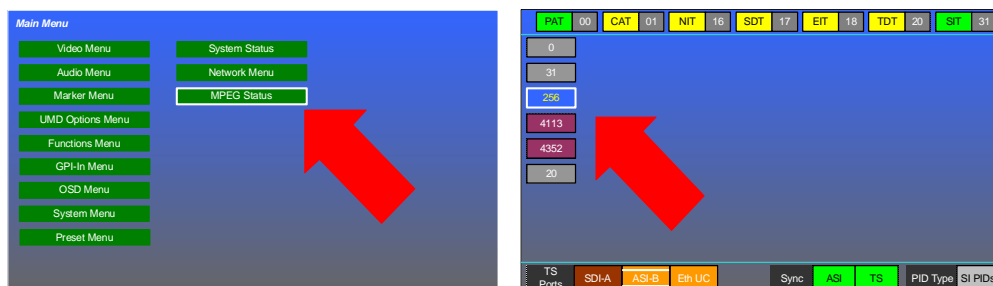 Main Menu
Video Menu System Status
Audio Menu Network Menu
Marker Menu MPEG Status
UMD Options Menu
Functions Menu
GPI-In Menu
OSD Menu
System Menu
Preset Menu
PAT 00 CAT 01 NIT 16 SDT 17 EIT 18 TDT 20 SIT 31
0
31
256
4113
4352
20
TS Ports SDI-A ASI-B Eth UC Sync ASI TS PID Type SI PIDs